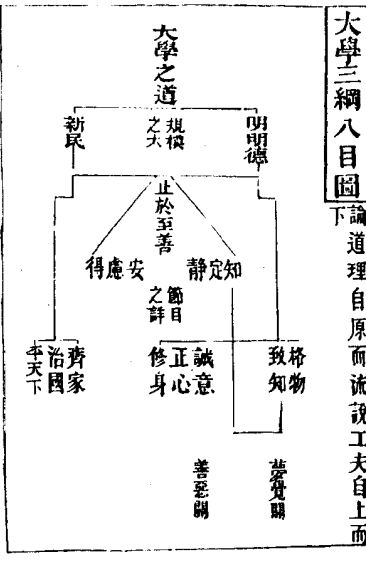 大學三綱八目圖
論道理自原而流說工夫自上而下
大學之道
明明德
規模之大
新民
止於至善
知定靜
安慮得
節目之詳
格物
致知
誠意
正心
修身
齊家
治國
平天下
夢覺關
善惡關